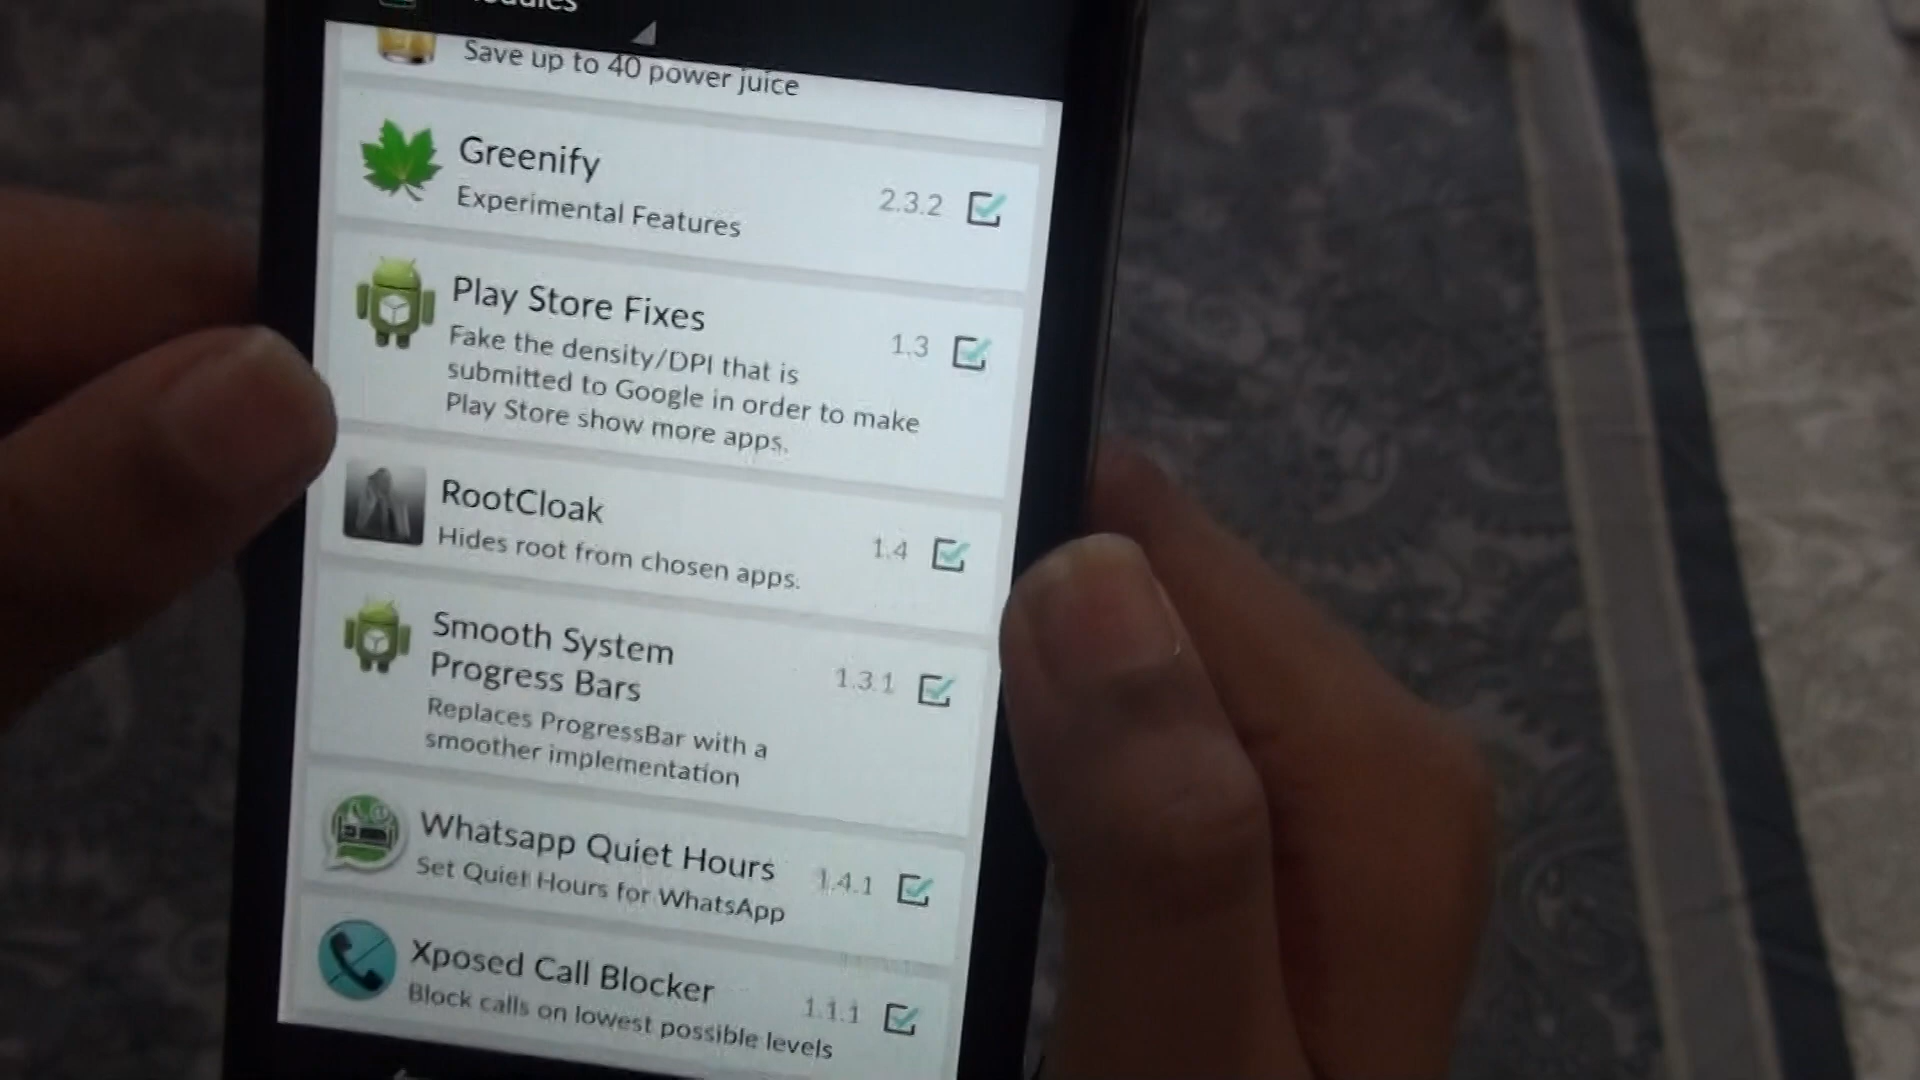 Save up to 40 power juice
Greenify
2.3.2
Experimental Features
Play Store Fixes
1.3
Fake the density/DPI that is
submitted to Google in order to make
Play Store show more apps.
RootCloak
1.4
Hides root from chosen apps.
Smooth System
Progress Bars
1.3.1
Replaces ProgressBar with a
smoother implementation
Whatsapp Quiet Hours
1.4.1
Set Quiet Hours for WhatsApp
Xposed Call Blocker
1.1.1
Block calls on lowest possible levels